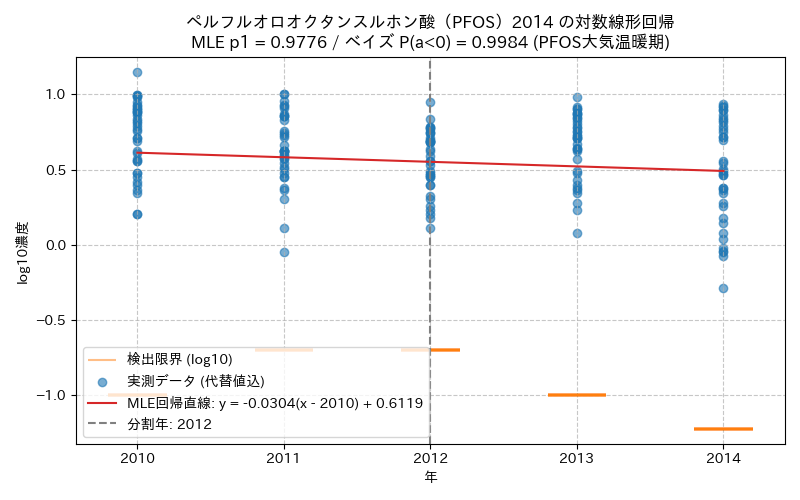 ペルフルオロオクタンスルホン酸（PFOS）2014 の対数線形回帰
MLE p1 = 0.9776 / ベイズ P(a<0) = 0.9984 (PFOS大気温暖期)
log10濃度
1.0
0.5
0.0
−0.5
−1.0
検出限界 (log10)
実測データ (代替値込)
MLE回帰直線: y = -0.0304(x - 2010) + 0.6119
分割年: 2012
2010
2011
2012
2013
2014
年